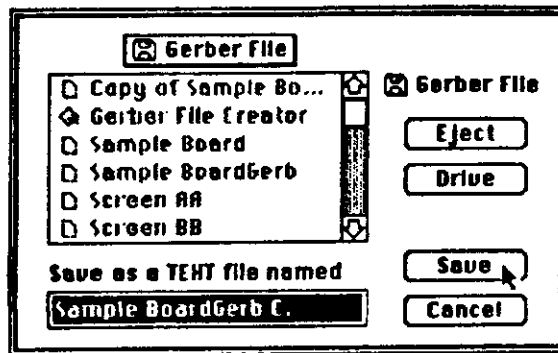 Gerber File
Copy of Sample Bo...
Gerber File Creator
Sample Board
Sample BoardGerb
Screen AA
Screen BB
Gerber File
Eject
Drive
Save as a TEXT file named
Sample BoardGerb C.
Save
Cancel